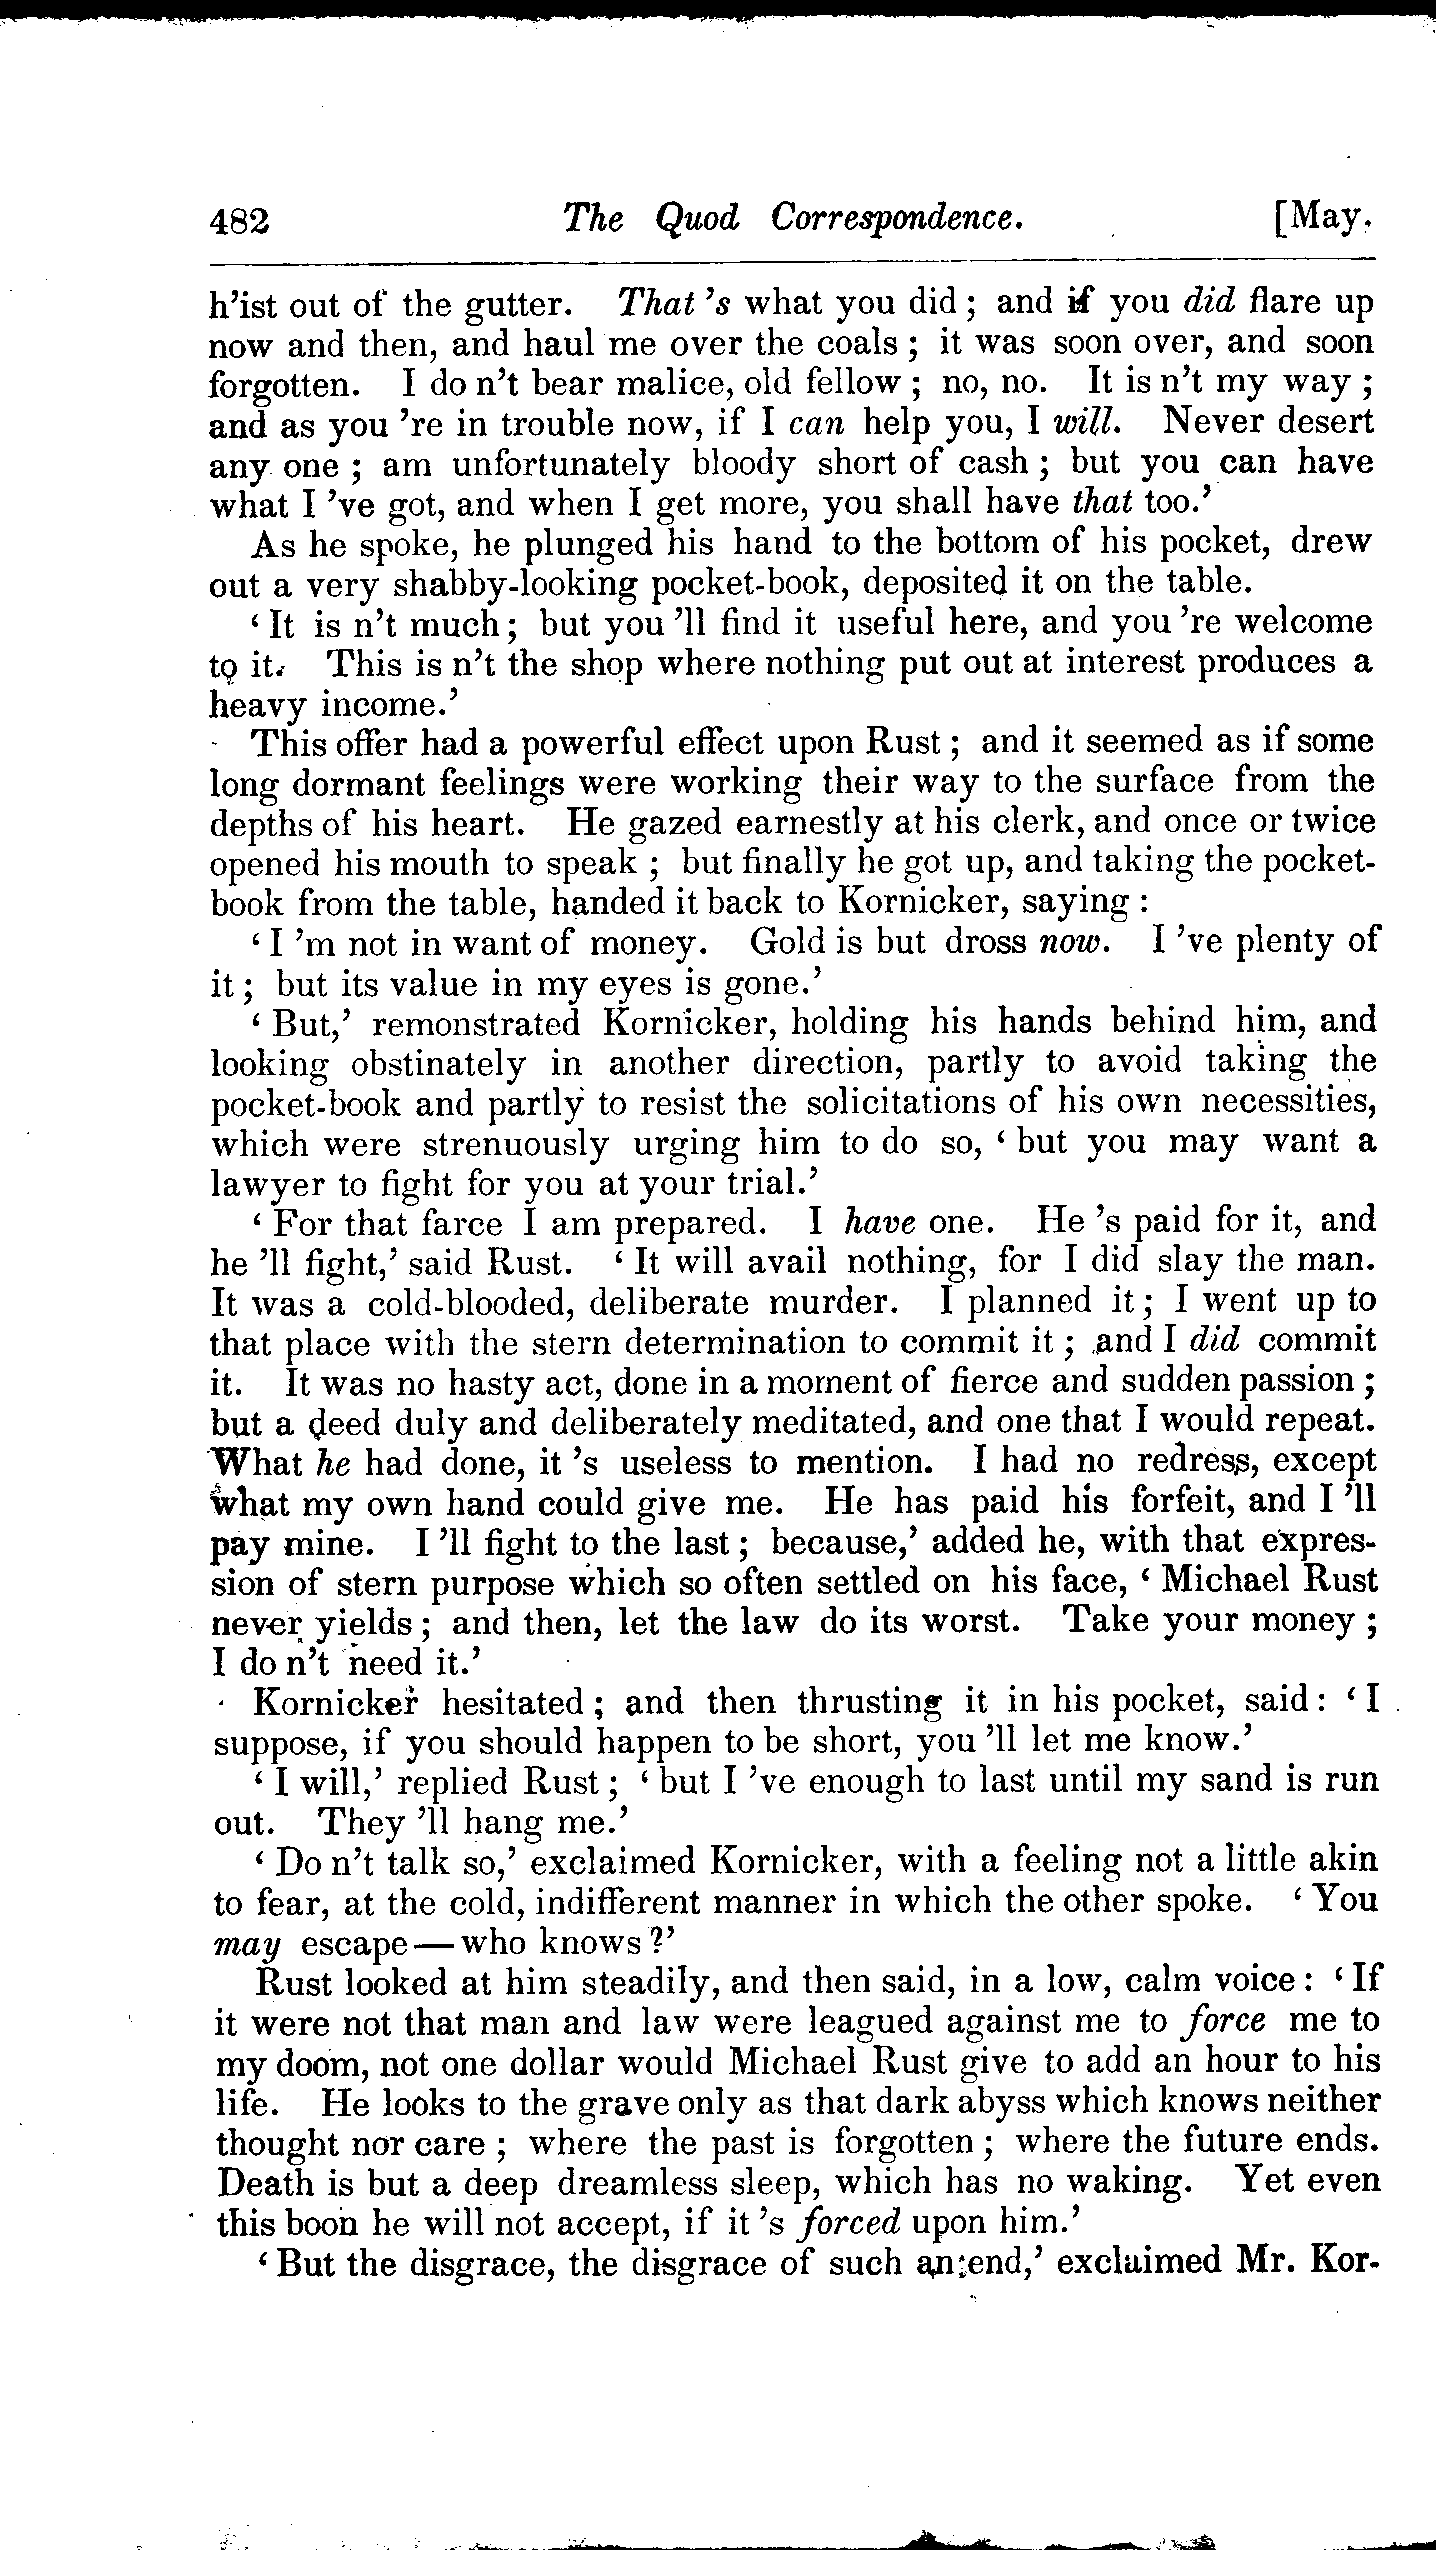 482 The Quod Correspondence. [May.
h'ist out of the gutter. That 's what you did ; and if you did flare up
now and then, and haul me over the coals ; it was soon over, and soon
forgotten. I do n't bear malice, old fellow ; no, no. It is n't my way ;
and as you 're in trouble now, if I can help you, I will. Never desert
any one ; am unfortunately bloody short of cash ; but you can have
what I 've got, and when I get more, you shall have that too.'
As he spoke, he plunged his hand to the bottom of his pocket, drew
out a very shabby-looking pocket-book, deposited it on the table.
' It is n't much ; but you 'll find it useful here, and you 're welcome
to it. This is n't the shop where nothing put out at interest produces a
heavy income.'
This offer had a powerful effect upon Rust ; and it seemed as if some
long dormant feelings were working their way to the surface from the
depths of his heart. He gazed earnestly at his clerk, and once or twice
opened his mouth to speak ; but finally he got up, and taking the pocket-
book from the table, handed it back to Kornicker, saying :
' I 'm not in want of money. Gold is but dross now. I 've plenty of
it ; but its value in my eyes is gone.'
' But,' remonstrated Kornicker, holding his hands behind him, and
looking obstinately in another direction, partly to avoid taking the
pocket-book and partly to resist the solicitations of his own necessities,
which were strenuously urging him to do so, ' but you may want a
lawyer to fight for you at your trial.'
' For that farce I am prepared. I have one. He 's paid for it, and
he 'll fight,' said Rust. ' It will avail nothing, for I did slay the man.
It was a cold-blooded, deliberate murder. I planned it ; I went up to
that place with the stern determination to commit it ; and I did commit
it. It was no hasty act, done in a moment of fierce and sudden passion ;
but a deed duly and deliberately meditated, and one that I would repeat.
What he had done, it 's useless to mention. I had no redress, except
what my own hand could give me. He has paid his forfeit, and I 'll
pay mine. I 'll fight to the last ; because,' added he, with that expres-
sion of stern purpose which so often settled on his face, ' Michael Rust
never yields ; and then, let the law do its worst. Take your money ;
I do n't need it.'
Kornicker hesitated ; and then thrusting it in his pocket, said : ' I
suppose, if you should happen to be short, you 'll let me know.'
' I will,' replied Rust ; ' but I 've enough to last until my sand is run
out. They 'll hang me.'
' Do n't talk so,' exclaimed Kornicker, with a feeling not a little akin
to fear, at the cold, indifferent manner in which the other spoke. ' You
may escape — who knows ?'
Rust looked at him steadily, and then said, in a low, calm voice : ' If
it were not that man and law were leagued against me to force me to
my doom, not one dollar would Michael Rust give to add an hour to his
life. He looks to the grave only as that dark abyss which knows neither
thought nor care ; where the past is forgotten ; where the future ends.
Death is but a deep dreamless sleep, which has no waking. Yet even
this boon he will not accept, if it 's forced upon him.'
' But the disgrace, the disgrace of such an end,' exclaimed Mr. Kor-